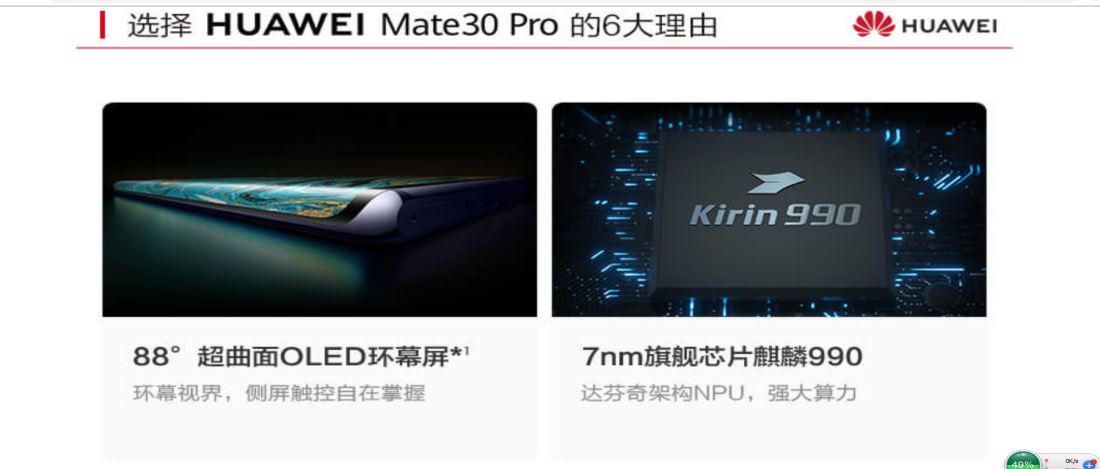 选择 HUAWEI Mate30 Pro 的6大理由
HUAWEI
Kirin 990
88° 超曲面OLED环幕屏*1
环幕视界，侧屏触控自在掌握
7nm旗舰芯片麒麟990
达芬奇架构NPU，强大算力
49%
0K/s